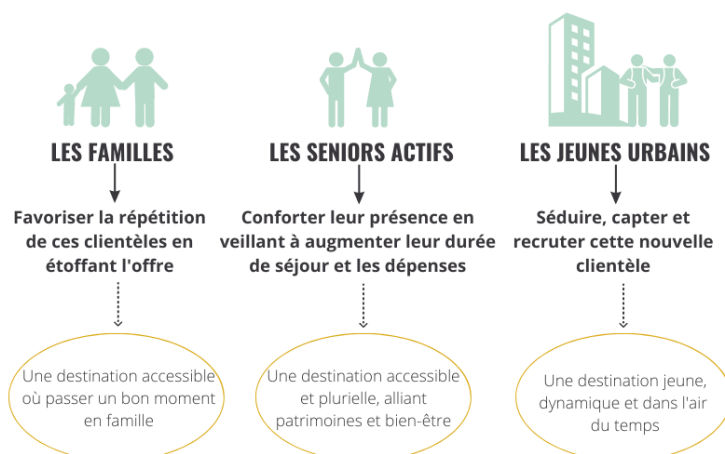 LES FAMILLES
Favoriser la répétition
de ces clientèles en
étoffant l'offre
Une destination accessible
où passer un bon moment
en famille
LES SENIORS ACTIFS
Conforter leur présence en
veillant à augmenter leur durée
de séjour et les dépenses
Une destination accessible
et plurielle, alliant
patrimoines et bien-être
LES JEUNES URBAINS
Séduire, capter et
recruter cette nouvelle
clientèle
Une destination jeune,
dynamique et dans l'air
du temps